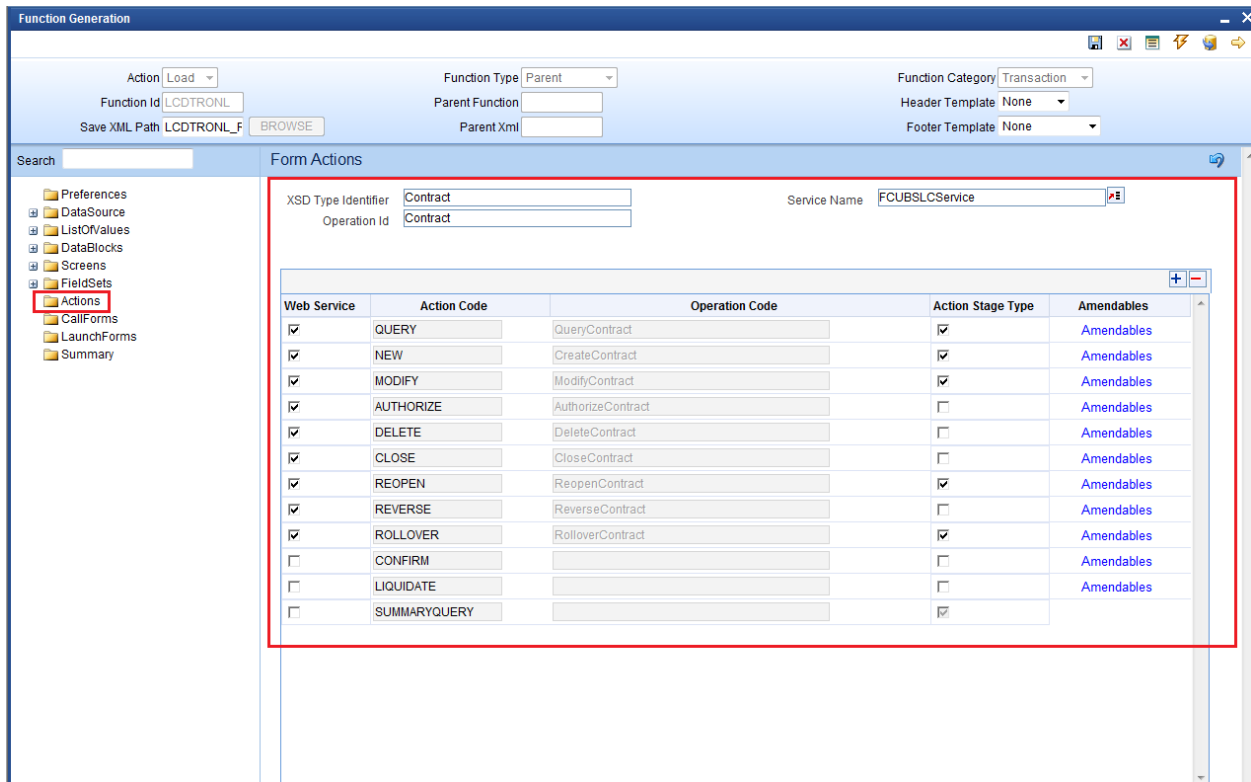 Function Generation
Action Load Function Type Parent Function Category Transaction
Function Id LCDTRONL Parent Function Header Template None
Save XML Path LCDTRONL_F BROWSE Parent Xml Footer Template None
Search Form Actions
Preferences
DataSource
ListOfValues
DataBlocks
Screens
FieldSets
Actions
CallForms
LaunchForms
Summary
XSD Type Identifier Contract Service Name FCUBSLCService
Operation Id Contract
Web Service Action Code Operation Code Action Stage Type Amendables
QUERY QueryContract Amendables
NEW CreateContract Amendables
MODIFY ModifyContract Amendables
AUTHORIZE AuthorizeContract Amendables
DELETE DeleteContract Amendables
CLOSE CloseContract Amendables
REOPEN ReopenContract Amendables
REVERSE ReverseContract Amendables
ROLLOVER RolloverContract Amendables
CONFIRM Amendables
LIQUIDATE Amendables
SUMMARYQUERY